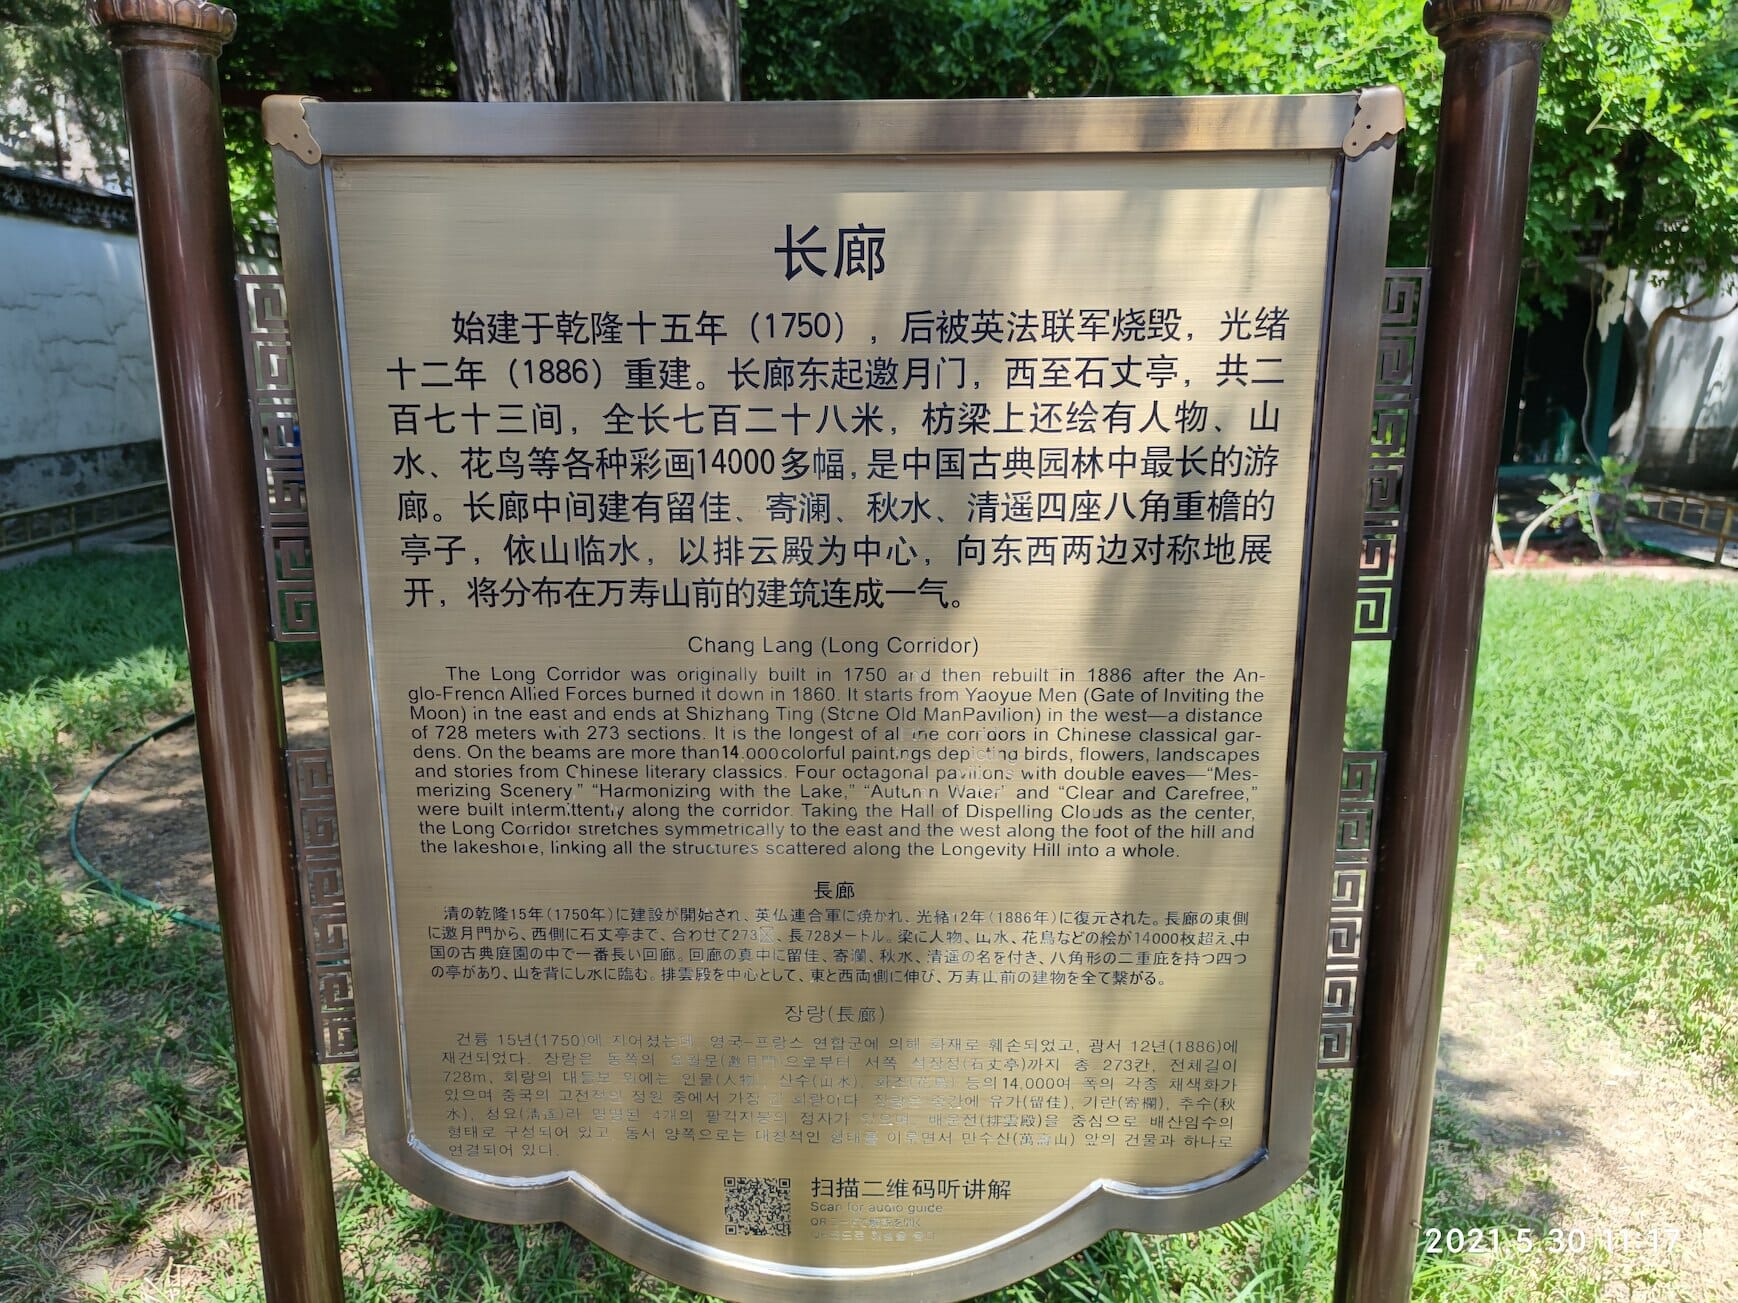 长廊
始建于乾隆十五年（1750），后被英法联军烧毁，光绪
十二年（1886）重建。长廊东起邀月门，西至石丈亭，共二
百七十三间，全长七百二十八米，枋梁上还绘有人物、山
水、花鸟等各种彩画14000多幅，是中国古典园林中最长的游
廊。长廊中间建有留佳、寄澜、秋水、清遥四座八角重檐的
亭子，依山临水，以排云殿为中心，向东西两边对称地展
开，将分布在万寿山前的建筑连成一气。
Chang Lang (Long Corridor)
The Long Corridor was originally built in 1750 and then rebuilt in 1886 after the An-
glo-French Allied Forces burned it down in 1860. It starts from Yaoyue Men (Gate of Inviting the
Moon) in the east and ends at Shizhang Ting (Stone Old ManPavilion) in the west—a distance
of 728 meters with 273 sections. It is the longest of all the corridors in Chinese classical gar-
dens. On the beams are more than14.000colorful paintings depicting birds, flowers, landscapes
and stories from Chinese literary classics. Four octagonal pavilions with double eaves—“Mes-
merizing Scenery,” “Harmonizing with the Lake,” “Autumn Water” and “Clear and Carefree,”
were built intermittently along the corridor. Taking the Hall of Dispelling Clouds as the center,
the Long Corridor stretches symmetrically to the east and the west along the foot of the hill and
the lakeshore, linking all the structures scattered along the Longevity Hill into a whole.
長廊
清の乾隆15年（1750年）に建設が開始され、英仏連合軍に焼かれ、光緒12年（1886年）に復元された。長廊の東側
に邀月門から、西側に石丈亭まで、合わせて273、長728メートル。梁に人物、山水、花鳥などの絵が14000枚超え、中
国の古典庭園の中で一番長い回廊。回廊の真中に留佳、寄瀾、秋水、清遥の名を付き、八角形の二重庇を持つ四つ
の亭があり、山を背にし水に臨む。排雲殿を中心として、東と西両側に伸び、万寿山前の建物を全て繋がる。
장랑(長廊)
건륭 15년(1750)에 지어졌는데, 영국-프랑스 연합군에 의해 화재로 훼손되었고, 광서 12년(1886)에
재건되었다. 장랑은 동쪽의 요월문(邀月門)으로부터 서쪽 석장정(石丈亭)까지 총 273칸, 전체길이
728m, 회랑의 대들보 위에는 인물(人物), 산수(山水), 화조(花鳥) 등의14,000여 폭의 각종 채색화가
있으며 중국의 고전적인 정원 중에서 가장 긴 회랑이다. 장랑은 중간에 유가(留佳), 기란(寄欄), 추수(秋
水), 청요(淸遙)라 명명된 4개의 팔각지붕의 정자가 있으며, 배운전(排雲殿)을 중심으로 배산임수의
형태로 구성되어 있고, 동서 양쪽으로는 대칭적인 형태를 이루면서 만수산(萬壽山) 앞의 건물과 하나로
연결되어 있다.
扫描二维码听讲解
Scan for audio guide
2021.5.30 11:17